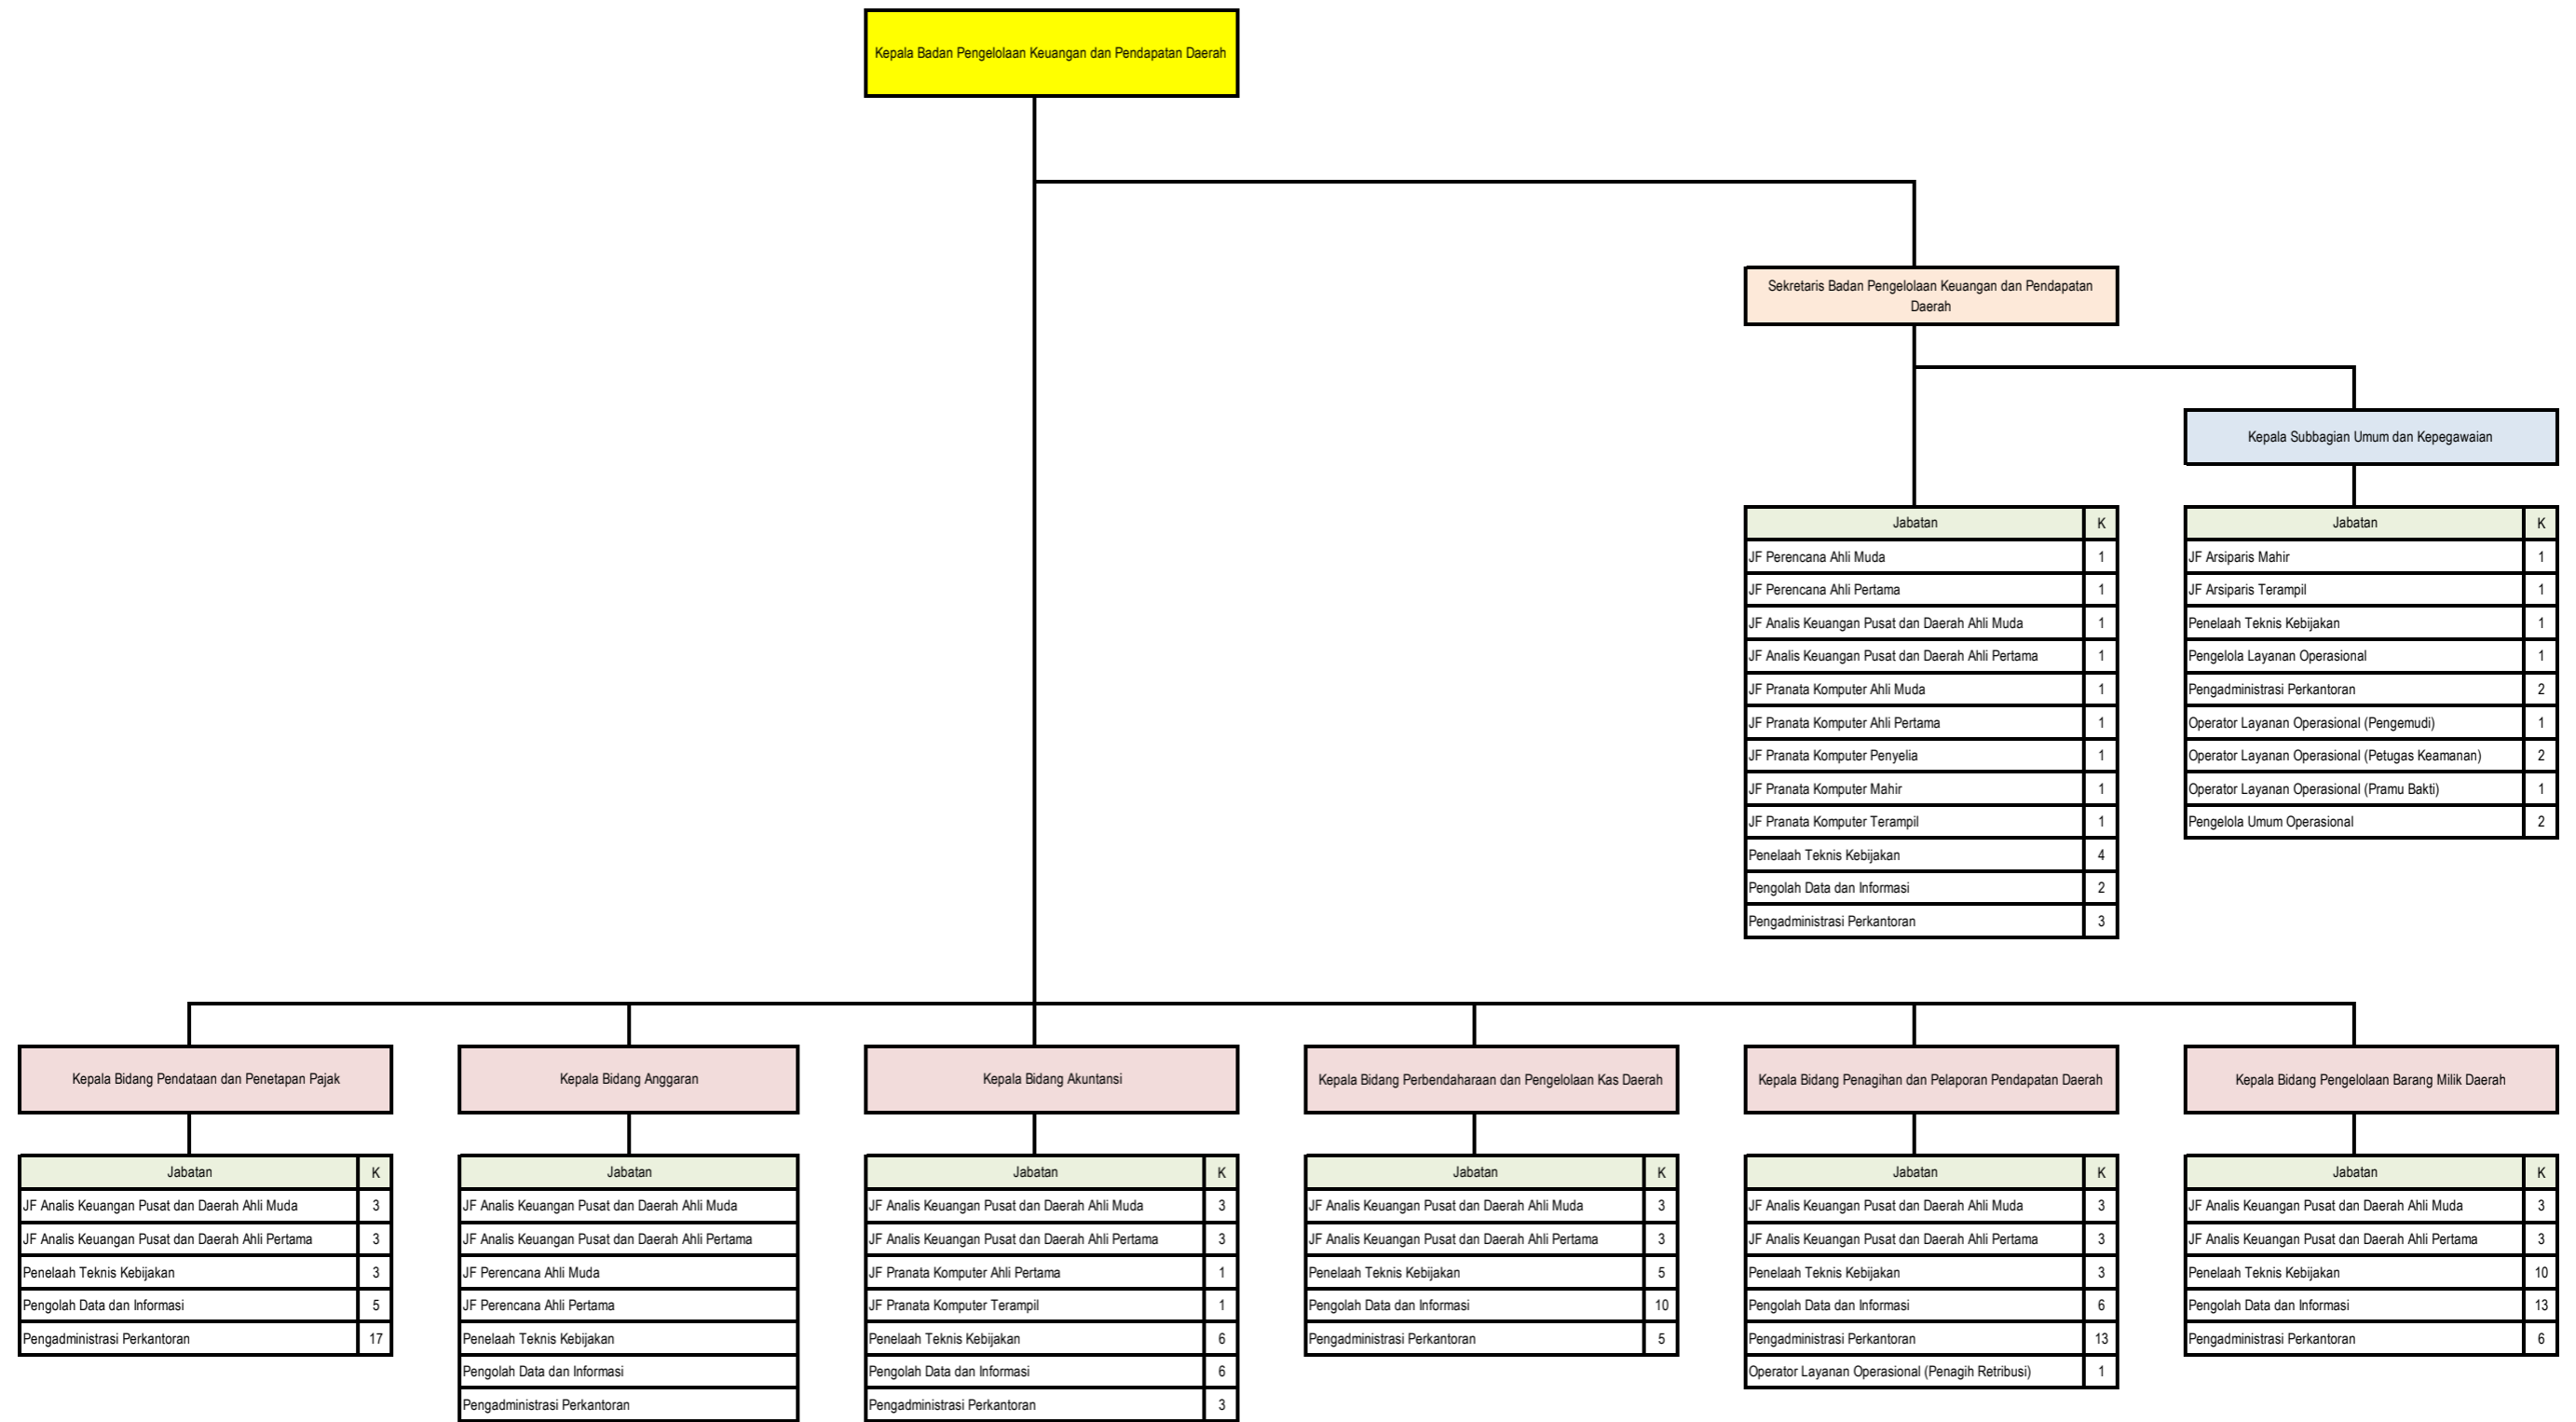 Kepala Badan Pengelolaan Keuangan dan Pendapatan Daerah
Sekretaris Badan Pengelolaan Keuangan dan Pendapatan
Daerah
Kepala Subbagian Umum dan Kepegawaian
Jabatan K
JF Perencana Ahli Muda 1
JF Perencana Ahli Pertama 1
JF Analis Keuangan Pusat dan Daerah Ahli Muda 1
JF Analis Keuangan Pusat dan Daerah Ahli Pertama 1
JF Pranata Komputer Ahli Muda 1
JF Pranata Komputer Ahli Pertama 1
JF Pranata Komputer Penyelia 1
JF Pranata Komputer Mahir 1
JF Pranata Komputer Terampil 1
Penelaah Teknis Kebijakan 4
Pengolah Data dan Informasi 2
Pengadministrasi Perkantoran 3
Jabatan K
JF Arsiparis Mahir 1
JF Arsiparis Terampil 1
Penelaah Teknis Kebijakan 1
Pengelola Layanan Operasional 1
Pengadministrasi Perkantoran 2
Operator Layanan Operasional (Pengemudi) 1
Operator Layanan Operasional (Petugas Keamanan) 2
Operator Layanan Operasional (Pramu Bakti) 1
Pengelola Umum Operasional 2
Kepala Bidang Pendataan dan Penetapan Pajak
Jabatan K
JF Analis Keuangan Pusat dan Daerah Ahli Muda 3
JF Analis Keuangan Pusat dan Daerah Ahli Pertama 3
Penelaah Teknis Kebijakan 3
Pengolah Data dan Informasi 5
Pengadministrasi Perkantoran 17
Kepala Bidang Anggaran
Jabatan
JF Analis Keuangan Pusat dan Daerah Ahli Muda
JF Analis Keuangan Pusat dan Daerah Ahli Pertama
JF Perencana Ahli Muda
JF Perencana Ahli Pertama
Penelaah Teknis Kebijakan
Pengolah Data dan Informasi
Pengadministrasi Perkantoran
Kepala Bidang Akuntansi
Jabatan K
JF Analis Keuangan Pusat dan Daerah Ahli Muda 3
JF Analis Keuangan Pusat dan Daerah Ahli Pertama 3
JF Pranata Komputer Ahli Pertama 1
JF Pranata Komputer Terampil 1
Penelaah Teknis Kebijakan 6
Pengolah Data dan Informasi 6
Pengadministrasi Perkantoran 3
Kepala Bidang Perbendaharaan dan Pengelolaan Kas Daerah
Jabatan K
JF Analis Keuangan Pusat dan Daerah Ahli Muda 3
JF Analis Keuangan Pusat dan Daerah Ahli Pertama 3
Penelaah Teknis Kebijakan 5
Pengolah Data dan Informasi 10
Pengadministrasi Perkantoran 5
Kepala Bidang Penagihan dan Pelaporan Pendapatan Daerah
Jabatan K
JF Analis Keuangan Pusat dan Daerah Ahli Muda 3
JF Analis Keuangan Pusat dan Daerah Ahli Pertama 3
Penelaah Teknis Kebijakan 3
Pengolah Data dan Informasi 6
Pengadministrasi Perkantoran 13
Operator Layanan Operasional (Penagih Retribusi) 1
Kepala Bidang Pengelolaan Barang Milik Daerah
Jabatan K
JF Analis Keuangan Pusat dan Daerah Ahli Muda 3
JF Analis Keuangan Pusat dan Daerah Ahli Pertama 3
Penelaah Teknis Kebijakan 10
Pengolah Data dan Informasi 13
Pengadministrasi Perkantoran 6